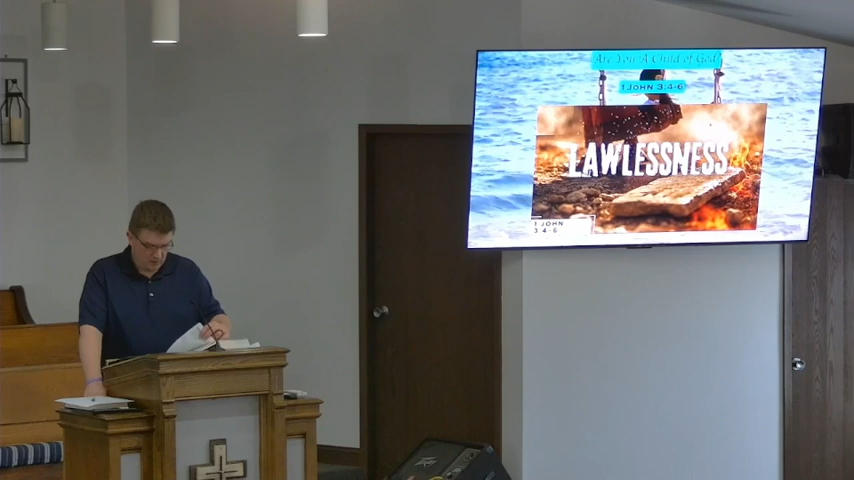 Are You A Child of God?
1 JOHN 3:4-6
LAWLESSNESS
1 JOHN
3 4-6